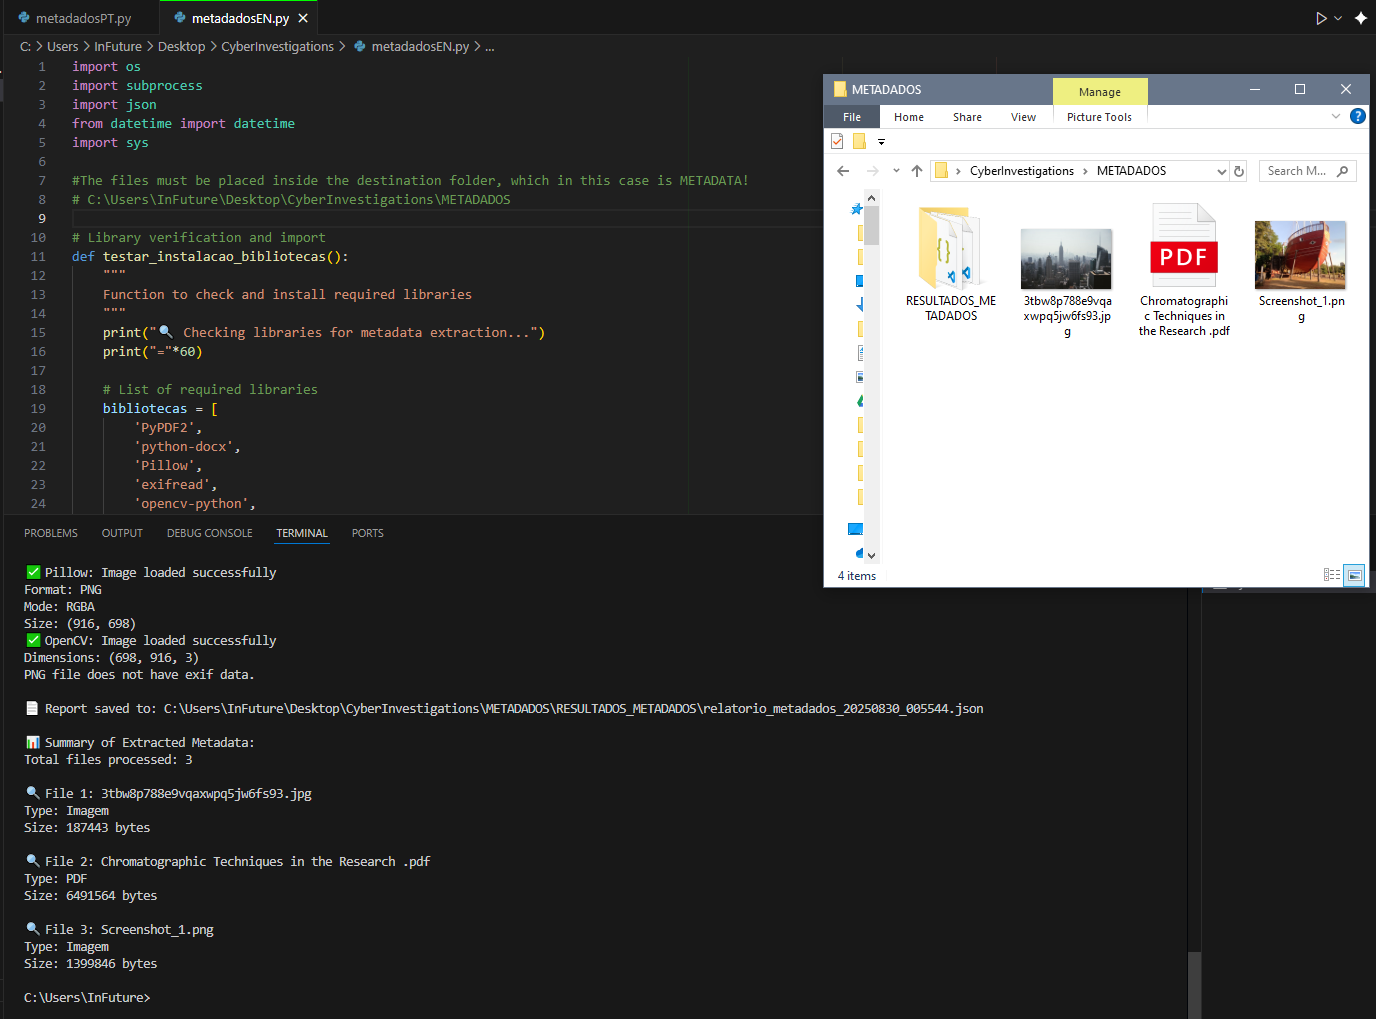 metadadosPT.py
metadadosEN.py
C: > Users > InFuture > Desktop > CyberInvestigations > metadadosEN.py > ...
1 import os
2 import subprocess
3 import json
4 from datetime import datetime
5 import sys
6
7 #The files must be placed inside the destination folder, which in this case is METADATA!
8 # C:\Users\InFuture\Desktop\CyberInvestigations\METADADOS
9
10 # Library verification and import
11 def testar_instalacao_bibliotecas():
12 """
13 Function to check and install required libraries
14 """
15 print("🔍 Checking libraries for metadata extraction...")
16 print("="*60)
17
18 # List of required libraries
19 bibliotecas = [
20 'PyPDF2',
21 'python-docx',
22 'Pillow',
23 'exifread',
24 'opencv-python',
METADADOS
Manage
File Home Share View Picture Tools
CyberInvestigations > METADADOS
Search M...
RESULTADOS_ME
TADADOS
3tbw8p788e9vqa
xwpq5jw6fs93.jp
g
PDF
Chromatographi
c Techniques in
the Research .pdf
Screenshot_1.pn
g
4 items
PROBLEMS OUTPUT DEBUG CONSOLE TERMINAL PORTS
✅ Pillow: Image loaded successfully
Format: PNG
Mode: RGBA
Size: (916, 698)
✅ OpenCV: Image loaded successfully
Dimensions: (698, 916, 3)
PNG file does not have exif data.
📄 Report saved to: C:\Users\InFuture\Desktop\CyberInvestigations\METADADOS\RESULTADOS_METADADOS\relatorio_metadados_20250830_005544.json
📊 Summary of Extracted Metadata:
Total files processed: 3
🔍 File 1: 3tbw8p788e9vqaxwpq5jw6fs93.jpg
Type: Imagem
Size: 187443 bytes
🔍 File 2: Chromatographic Techniques in the Research .pdf
Type: PDF
Size: 6491564 bytes
🔍 File 3: Screenshot_1.png
Type: Imagem
Size: 1399846 bytes
C:\Users\InFuture>